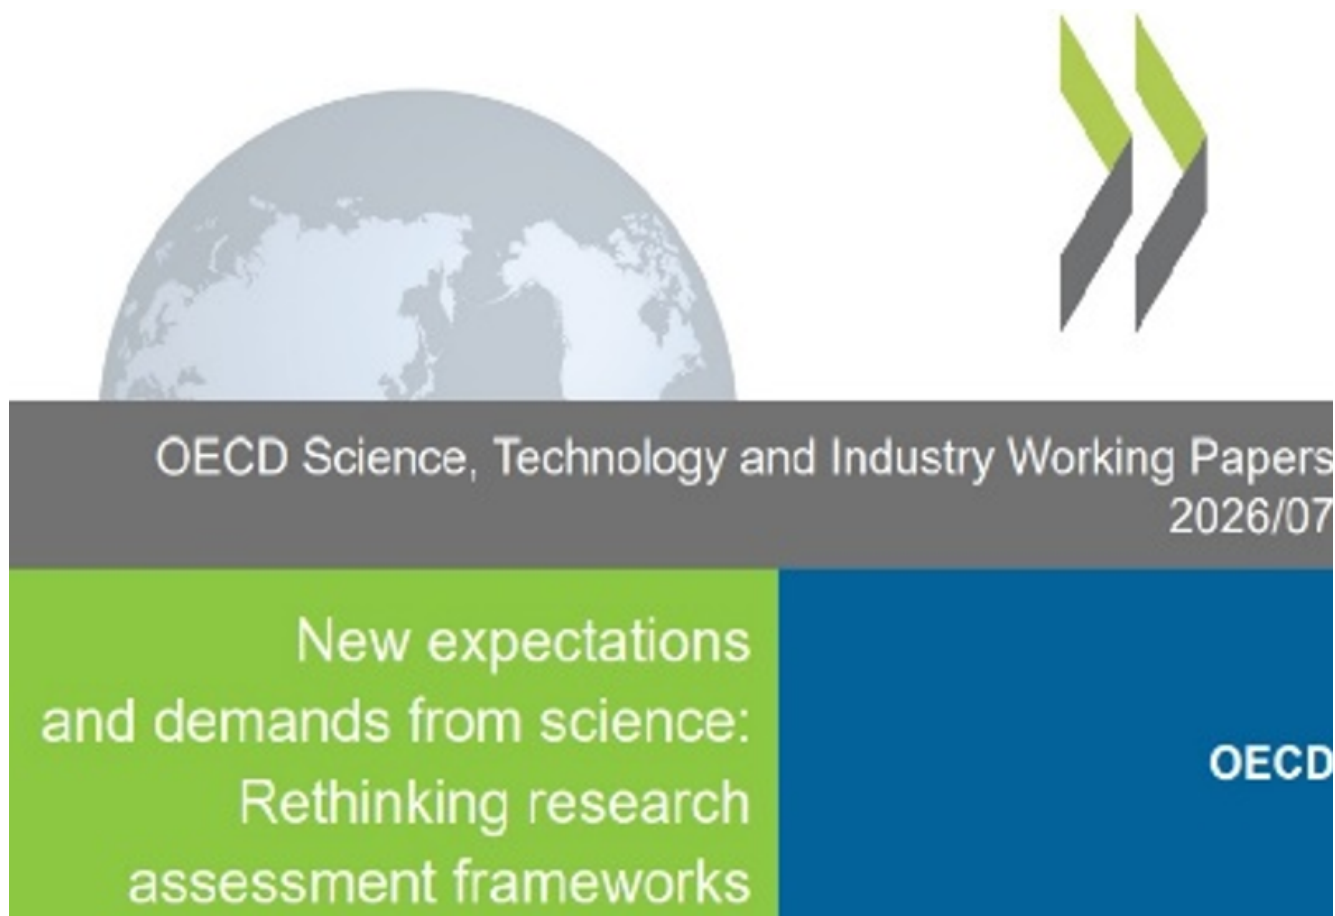 OECD Science, Technology and Industry Working Papers
2026/07
New expectations
and demands from science:
Rethinking research
assessment frameworks
OECD